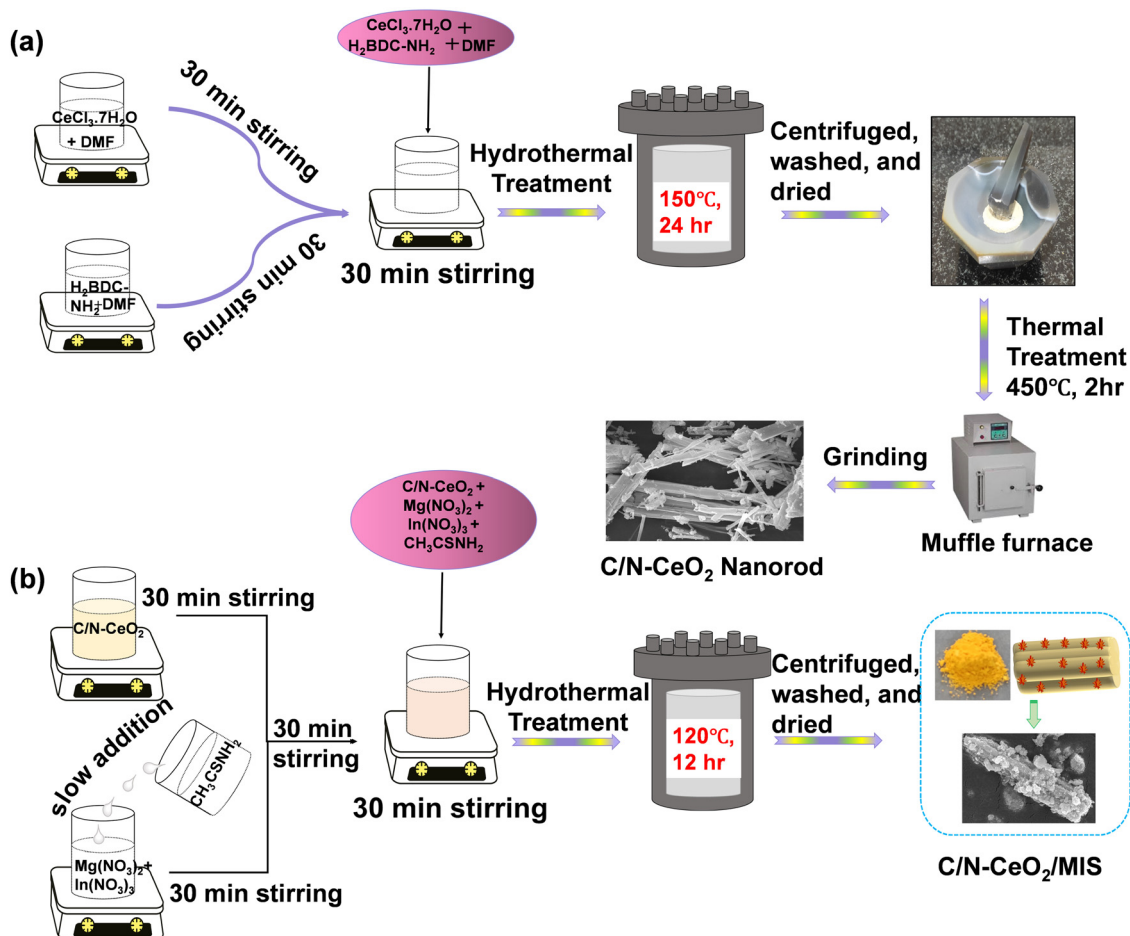 (a)
CeCl₃.7H₂O +
H₂BDC-NH₂ + DMF
30 min stirring
CeCl₃.7H₂O
+ DMF
H₂BDC-
NH₂+DMF
30 min stirring
30 min stirring
Hydrothermal
Treatment
150℃,
24 hr
Centrifuged,
washed, and
dried
Thermal
Treatment
450℃, 2hr
Muffle furnace
Grinding
C/N-CeO₂ Nanorod
(b)
C/N-CeO₂ +
Mg(NO₃)₂ +
In(NO₃)₃ +
CH₃CSNH₂
C/N-CeO₂
30 min stirring
slow addition
CH₃CSNH₂
Mg(NO₃)₂+
In(NO₃)₃
30 min stirring
30 min
stirring
30 min stirring
Hydrothermal
Treatment
120℃,
12 hr
Centrifuged,
washed, and
dried
C/N-CeO₂/MIS